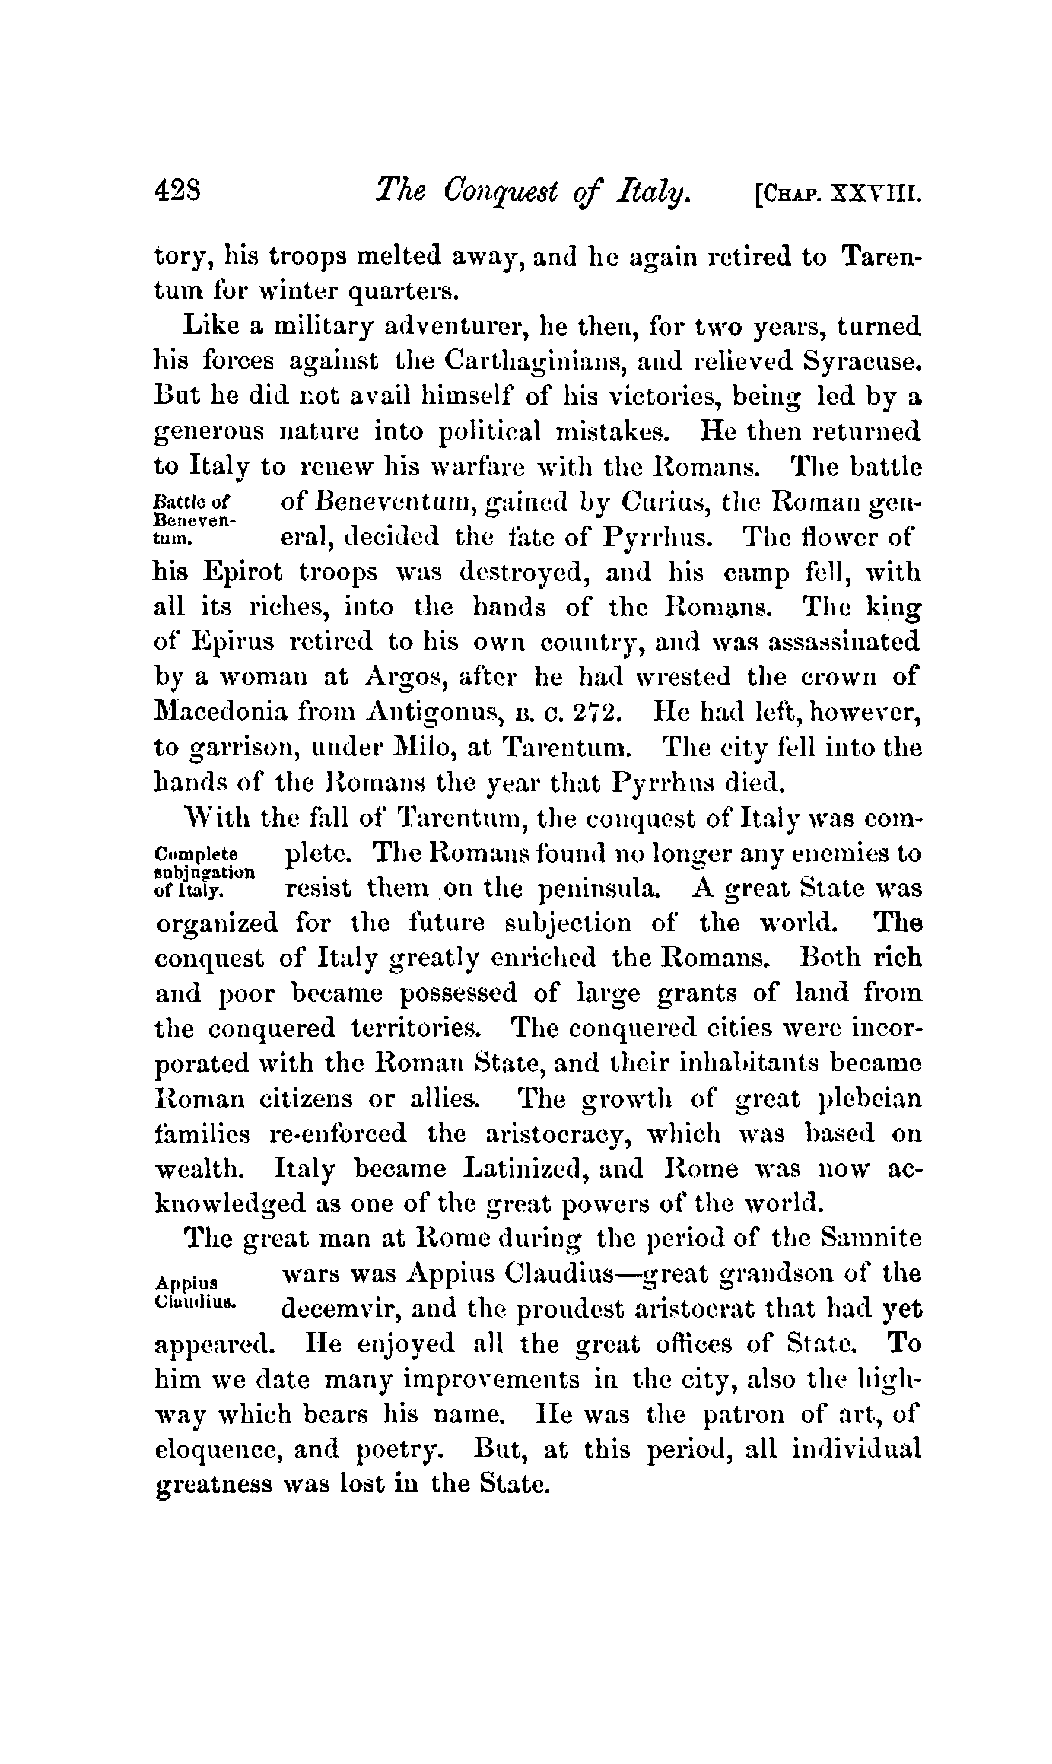 428 The Conquest of Italy. [CHAP. XXVIII.
tory, his troops melted away, and he again retired to Taren-
tum for winter quarters.
Like a military adventurer, he then, for two years, turned
his forces against the Carthaginians, and relieved Syracuse.
But he did not avail himself of his victories, being led by a
generous nature into political mistakes. He then returned
to Italy to renew his warfare with the Romans. The battle
Battle of
Beneven-
tum.
of Beneventum, gained by Curius, the Roman gen-
eral, decided the fate of Pyrrhus. The flower of
his Epirot troops was destroyed, and his camp fell, with
all its riches, into the hands of the Romans. The king
of Epirus retired to his own country, and was assassinated
by a woman at Argos, after he had wrested the crown of
Macedonia from Antigonus, B. C. 272. He had left, however,
to garrison, under Milo, at Tarentum. The city fell into the
hands of the Romans the year that Pyrrhus died.
With the fall of Tarentum, the conquest of Italy was com-
Complete
subjugation
of Italy.
plete. The Romans found no longer any enemies to
resist them on the peninsula. A great State was
organized for the future subjection of the world. The
conquest of Italy greatly enriched the Romans. Both rich
and poor became possessed of large grants of land from
the conquered territories. The conquered cities were incor-
porated with the Roman State, and their inhabitants became
Roman citizens or allies. The growth of great plebeian
families re-enforced the aristocracy, which was based on
wealth. Italy became Latinized, and Rome was now ac-
knowledged as one of the great powers of the world.
The great man at Rome during the period of the Samnite
Appius
Claudius.
wars was Appius Claudius—great grandson of the
decemvir, and the proudest aristocrat that had yet
appeared. He enjoyed all the great offices of State. To
him we date many improvements in the city, also the high-
way which bears his name. He was the patron of art, of
eloquence, and poetry. But, at this period, all individual
greatness was lost in the State.